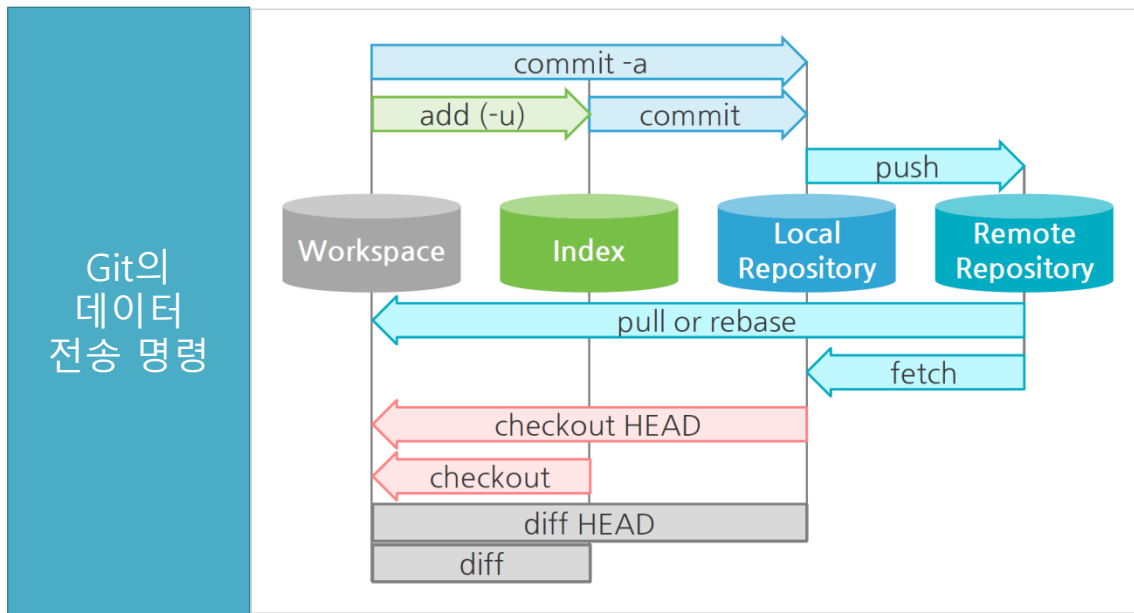 Git의
데이터
전송 명령
commit -a
add (-u)
commit
push
Workspace
Index
Local
Repository
Remote
Repository
pull or rebase
fetch
checkout HEAD
checkout
diff HEAD
diff